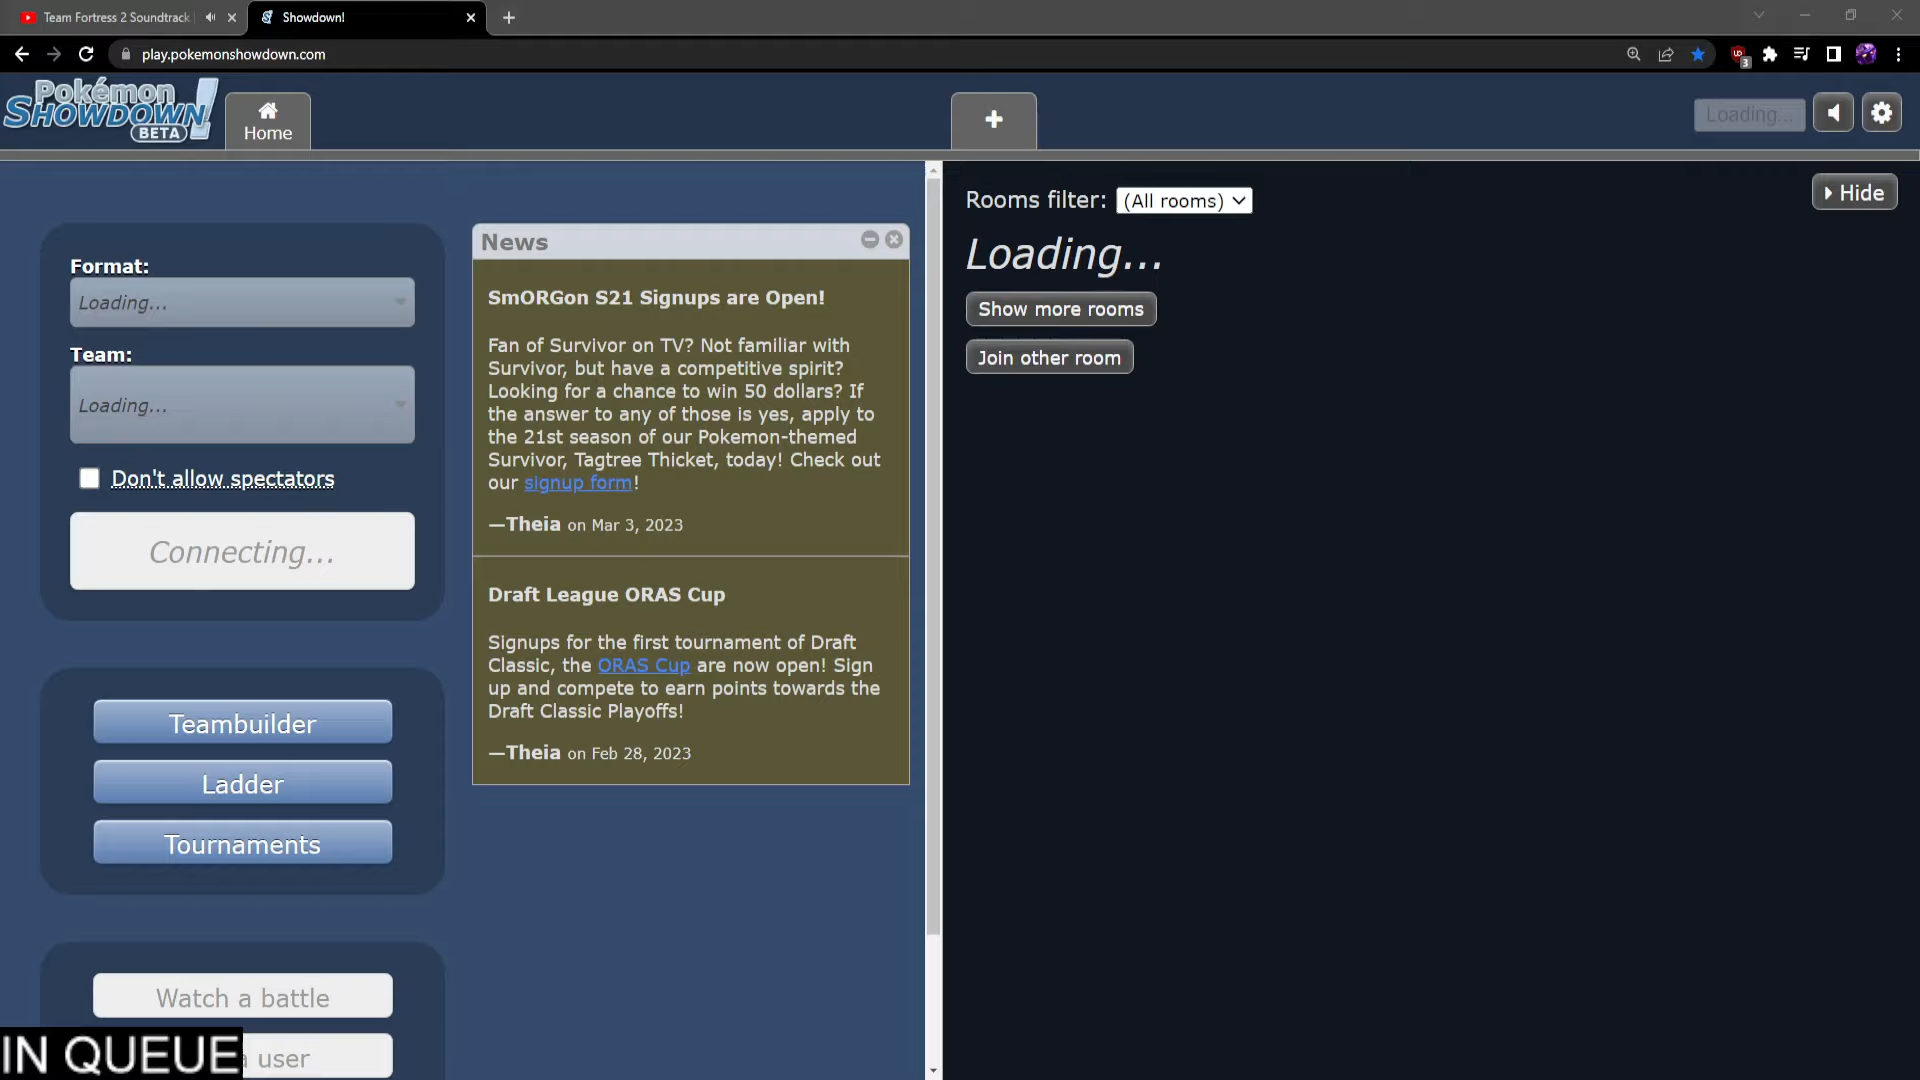 Team Fortress 2 Soundtrack
Showdown!
play.pokemonshowdown.com
3
Pokémon
SHOWDOWN!
BETA
Home
Loading...
Rooms filter: (All rooms)
Hide
Loading...
Show more rooms
Join other room
Format:
Loading...
Team:
Loading...
Don't allow spectators
Connecting...
Teambuilder
Ladder
Tournaments
Watch a battle
user
News
SmORGon S21 Signups are Open!
Fan of Survivor on TV? Not familiar with
Survivor, but have a competitive spirit?
Looking for a chance to win 50 dollars? If
the answer to any of those is yes, apply to
the 21st season of our Pokemon-themed
Survivor, Tagtree Thicket, today! Check out
our signup form!
—Theia on Mar 3, 2023
Draft League ORAS Cup
Signups for the first tournament of Draft
Classic, the ORAS Cup are now open! Sign
up and compete to earn points towards the
Draft Classic Playoffs!
—Theia on Feb 28, 2023
IN QUEUE